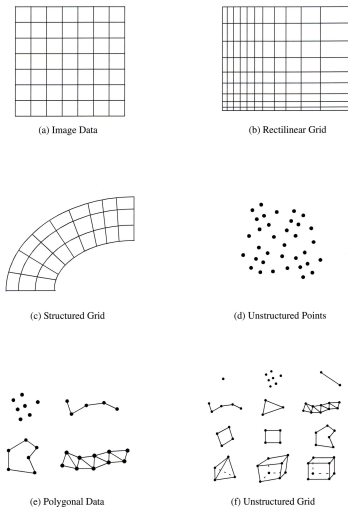 (a) Image Data
(b) Rectilinear Grid
(c) Structured Grid
(d) Unstructured Points
(e) Polygonal Data
(f) Unstructured Grid